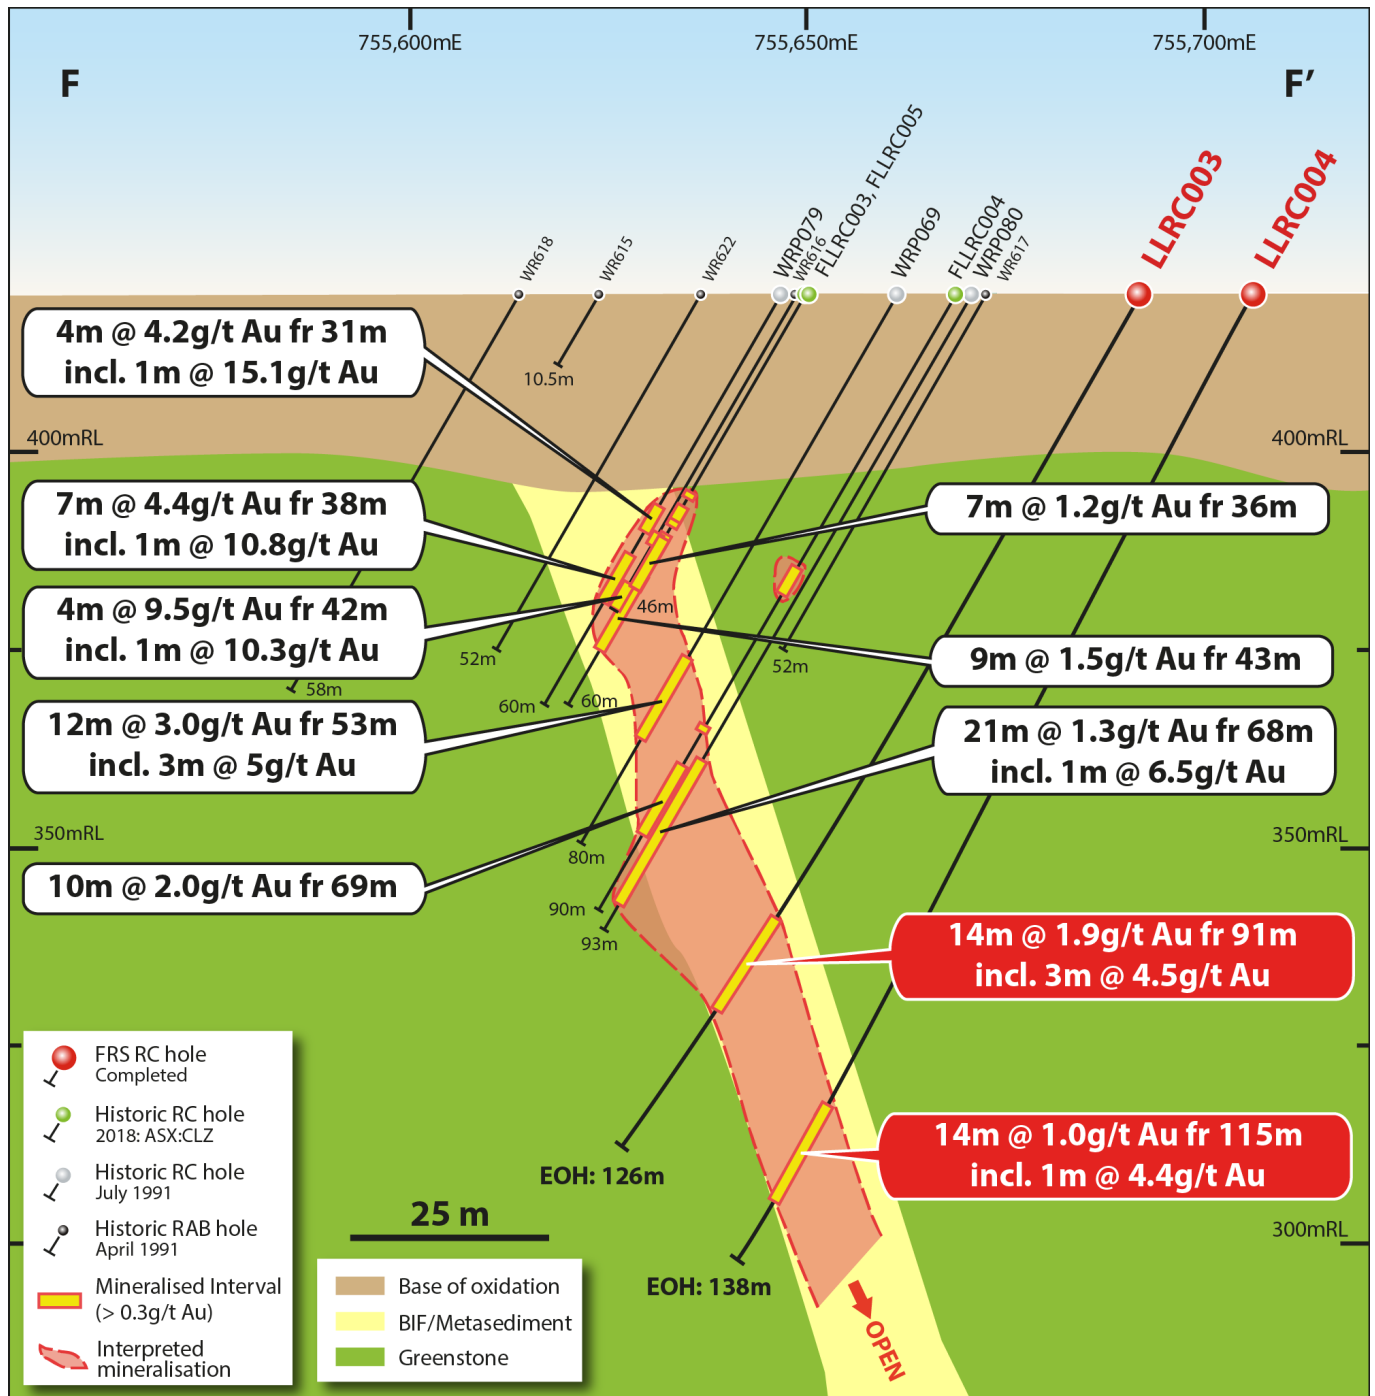 755,600mE
755,650mE
755,700mE
F
F’
WR618
WR615
WR622
WRP079
WR616
FLLRC003, FLLRC005
WRP069
FLLRC004
WRP080
WR617
LLRC003
LLRC004
4m @ 4.2g/t Au fr 31m
incl. 1m @ 15.1g/t Au
10.5m
400mRL
400mRL
7m @ 4.4g/t Au fr 38m
incl. 1m @ 10.8g/t Au
7m @ 1.2g/t Au fr 36m
4m @ 9.5g/t Au fr 42m
incl. 1m @ 10.3g/t Au
46m
52m
52m
9m @ 1.5g/t Au fr 43m
58m
60m
60m
12m @ 3.0g/t Au fr 53m
incl. 3m @ 5g/t Au
21m @ 1.3g/t Au fr 68m
incl. 1m @ 6.5g/t Au
350mRL
350mRL
80m
10m @ 2.0g/t Au fr 69m
90m
93m
14m @ 1.9g/t Au fr 91m
incl. 3m @ 4.5g/t Au
EOH: 126m
14m @ 1.0g/t Au fr 115m
incl. 1m @ 4.4g/t Au
300mRL
EOH: 138m
OPEN
25 m
FRS RC hole
Completed
Historic RC hole
2018: ASX:CLZ
Historic RC hole
July 1991
Historic RAB hole
April 1991
Mineralised Interval
(> 0.3g/t Au)
Interpreted
mineralisation
Base of oxidation
BIF/Metasediment
Greenstone